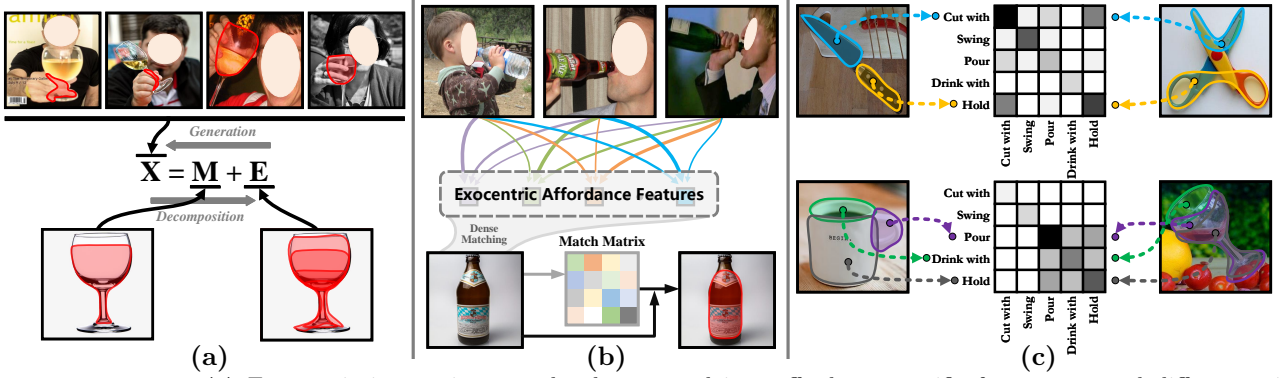 Generation
X = M + E
Decomposition
(a)
Exocentric Affordance Features
Dense
Matching
Match Matrix
(b)
Cut with
Swing
Pour
Drink with
Hold
Cut with
Swing
Pour
Drink with
Hold
Cut with
Swing
Pour
Drink with
Hold
Cut with
Swing
Pour
Drink with
Hold
(c)